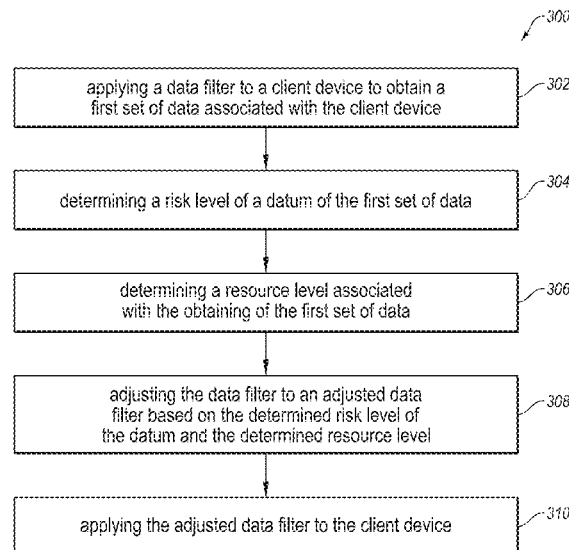 300
applying a data filter to a client device to obtain a
first set of data associated with the client device
302
determining a risk level of a datum of the first set of data
304
determining a resource level associated
with the obtaining of the first set of data
306
adjusting the data filter to an adjusted data
filter based on the determined risk level of
the datum and the determined resource level
308
applying the adjusted data filter to the client device
310